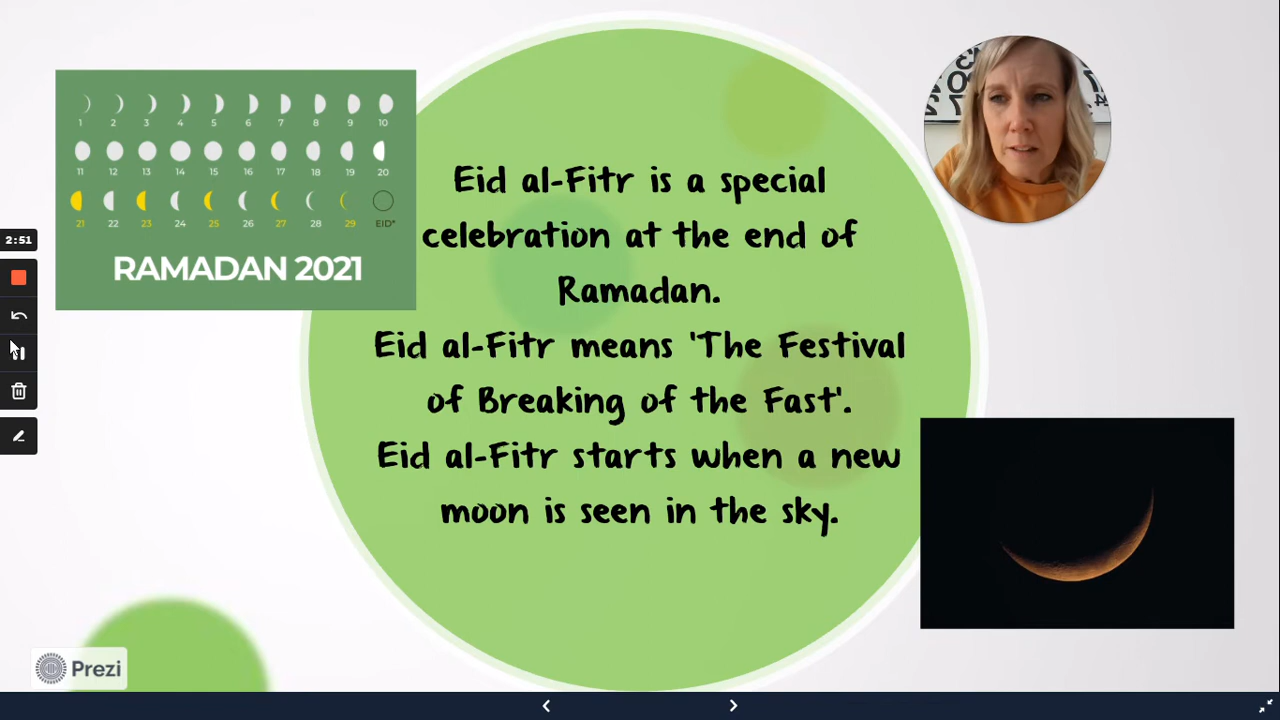 1 2 3 4 5 6 7 8 9 10
11 12 13 14 15 16 17 18 19 20
21 22 23 24 25 26 27 28 29 EID*
RAMADAN 2021
Eid al-Fitr is a special
celebration at the end of
Ramadan.
Eid al-Fitr means 'The Festival
of Breaking of the Fast'.
Eid al-Fitr starts when a new
moon is seen in the sky.
2:51
Prezi